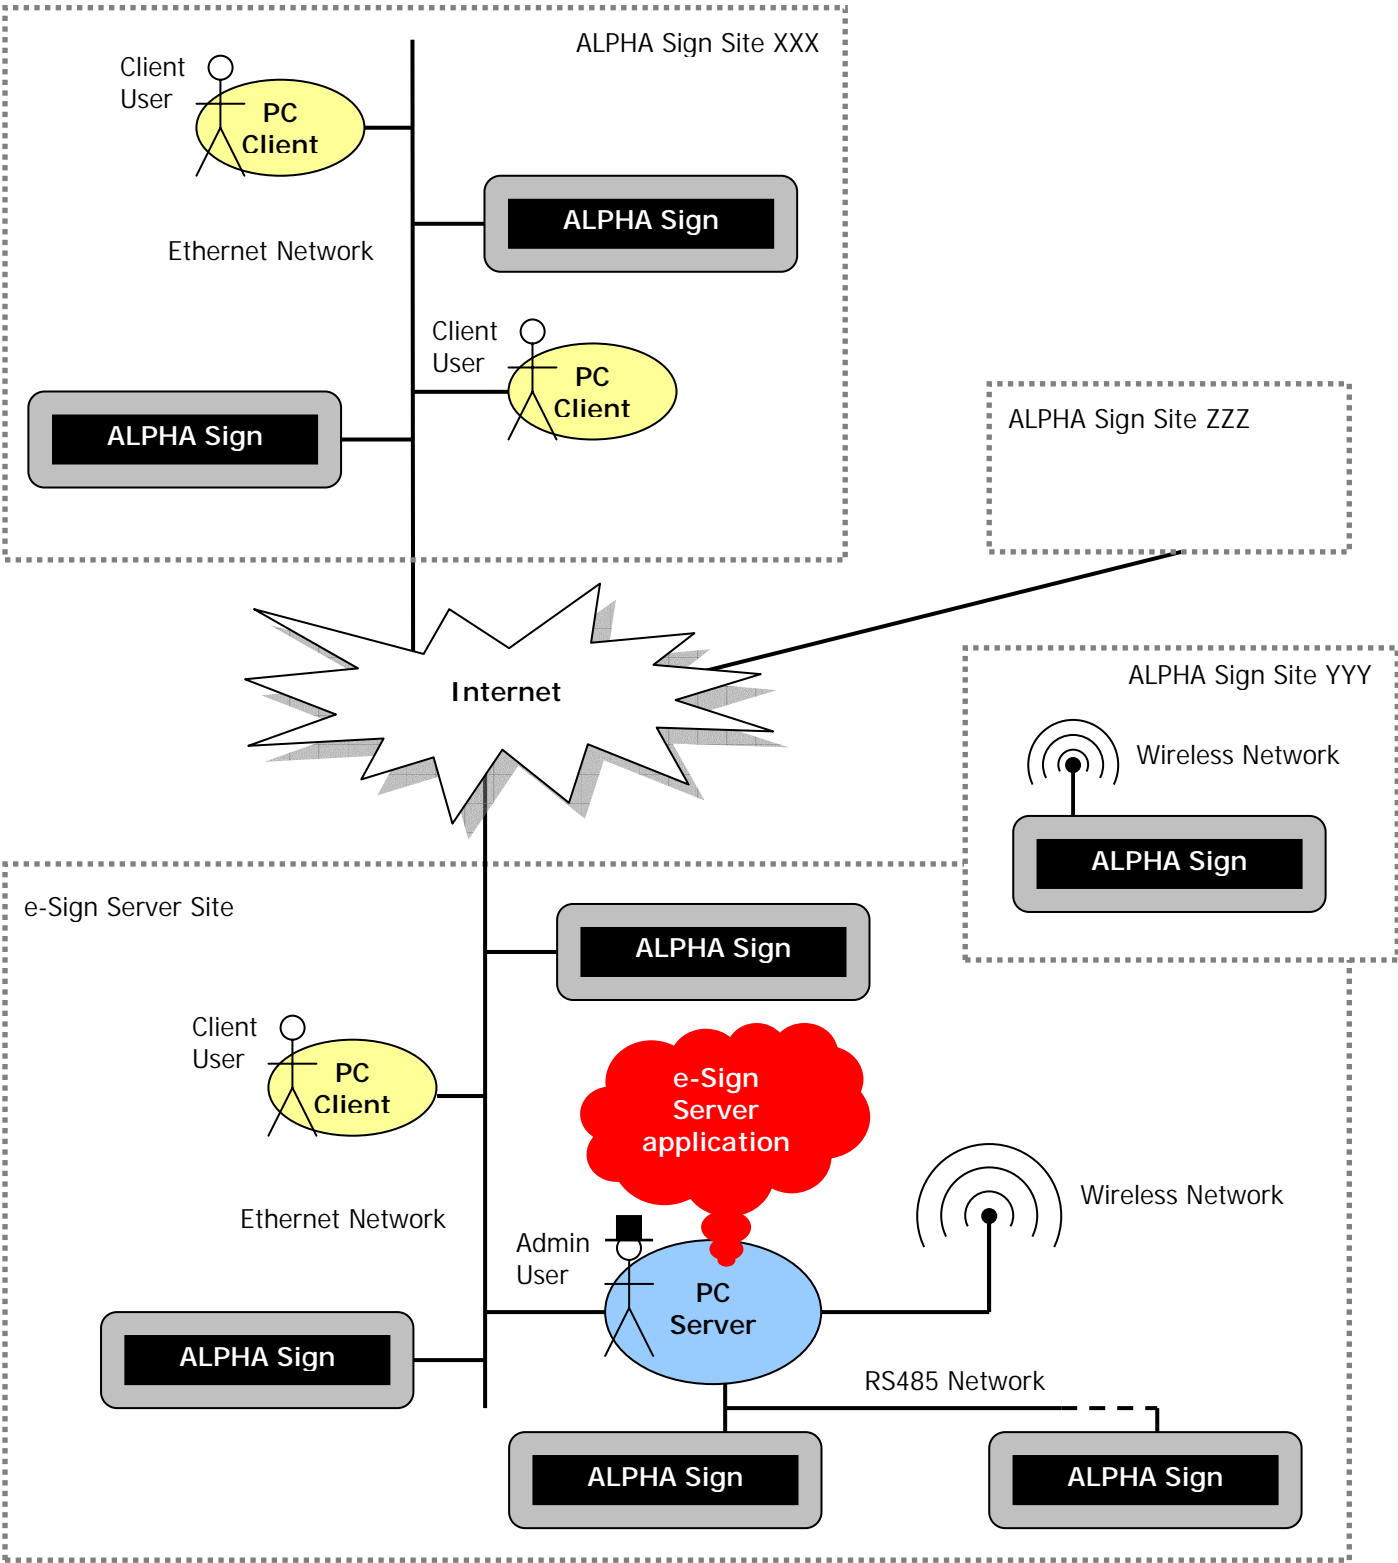 ALPHA Sign Site XXX
Client
User
PC
Client
ALPHA Sign
Ethernet Network
Client
User
PC
Client
ALPHA Sign
ALPHA Sign Site ZZZ
Internet
ALPHA Sign Site YYY
Wireless Network
ALPHA Sign
e-Sign Server Site
ALPHA Sign
Client
User
PC
Client
e-Sign
Server
application
Wireless Network
Ethernet Network
Admin
User
PC
Server
ALPHA Sign
RS485 Network
ALPHA Sign
ALPHA Sign